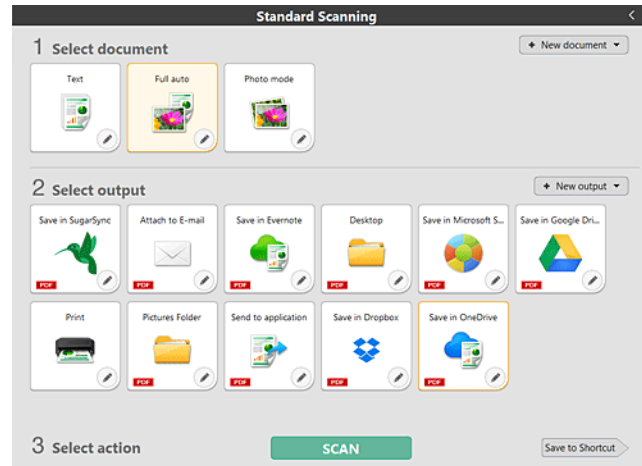 Standard Scanning
1 Select document
+ New document
Text
Full auto
Photo mode
2 Select output
+ New output
Save in SugarSync
Attach to E-mail
Save in Evernote
Desktop
Save in Microsoft S...
Save in Google Dri...
PDF
PDF
PDF
PDF
PDF
PDF
Print
Pictures Folder
Send to application
Save in Dropbox
Save in OneDrive
PDF
PDF
PDF
PDF
3 Select action
SCAN
Save to Shortcut